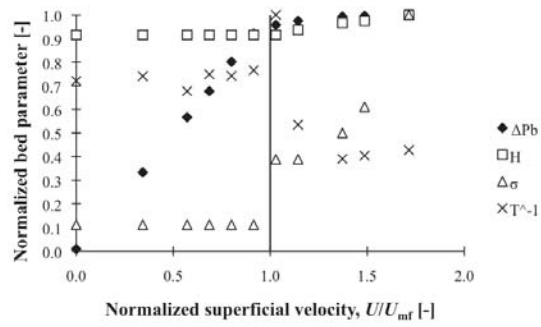 Normalized bed parameter [-]
1.0
0.9
0.8
0.7
0.6
0.5
0.4
0.3
0.2
0.1
0.0
0.0
0.5
1.0
1.5
2.0
Normalized superficial velocity, U/Umf [-]
ΔPb
H
σ
T^-1